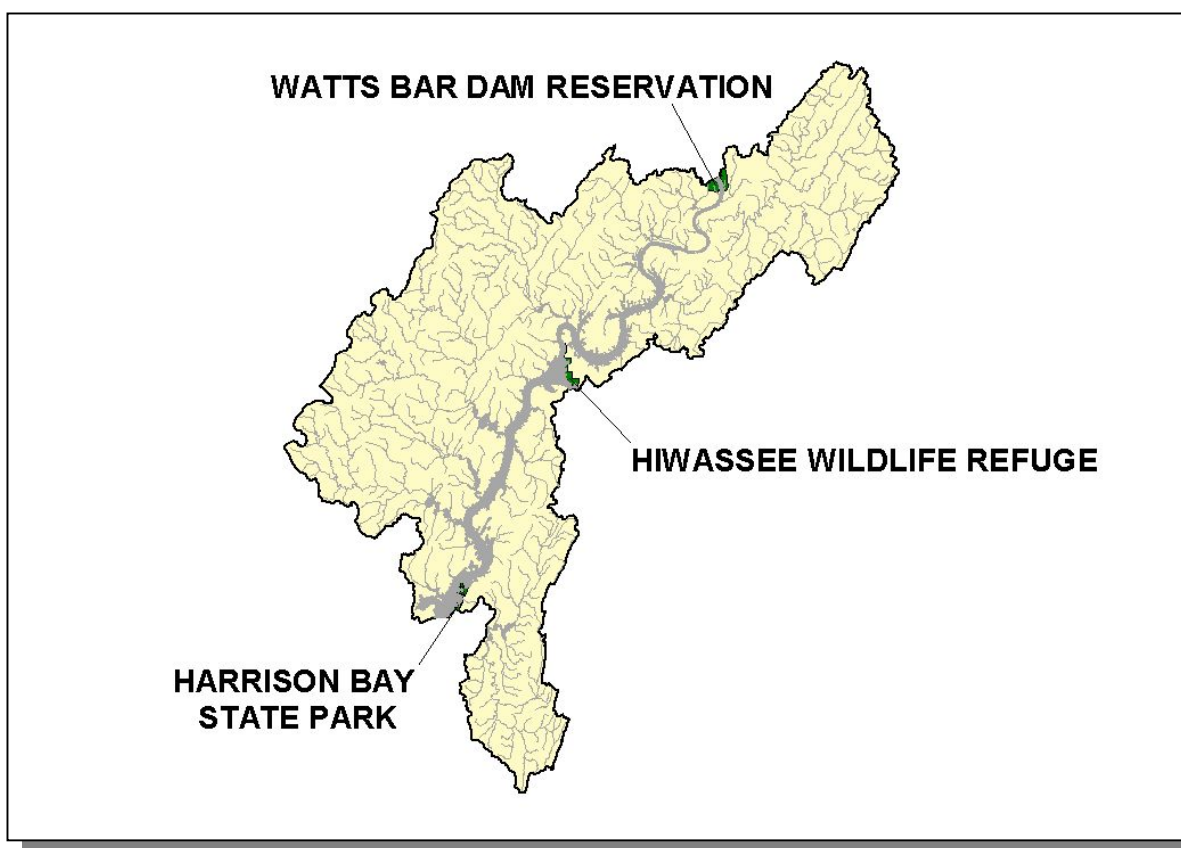 WATTS BAR DAM RESERVATION
HIWASSEE WILDLIFE REFUGE
HARRISON BAY
STATE PARK